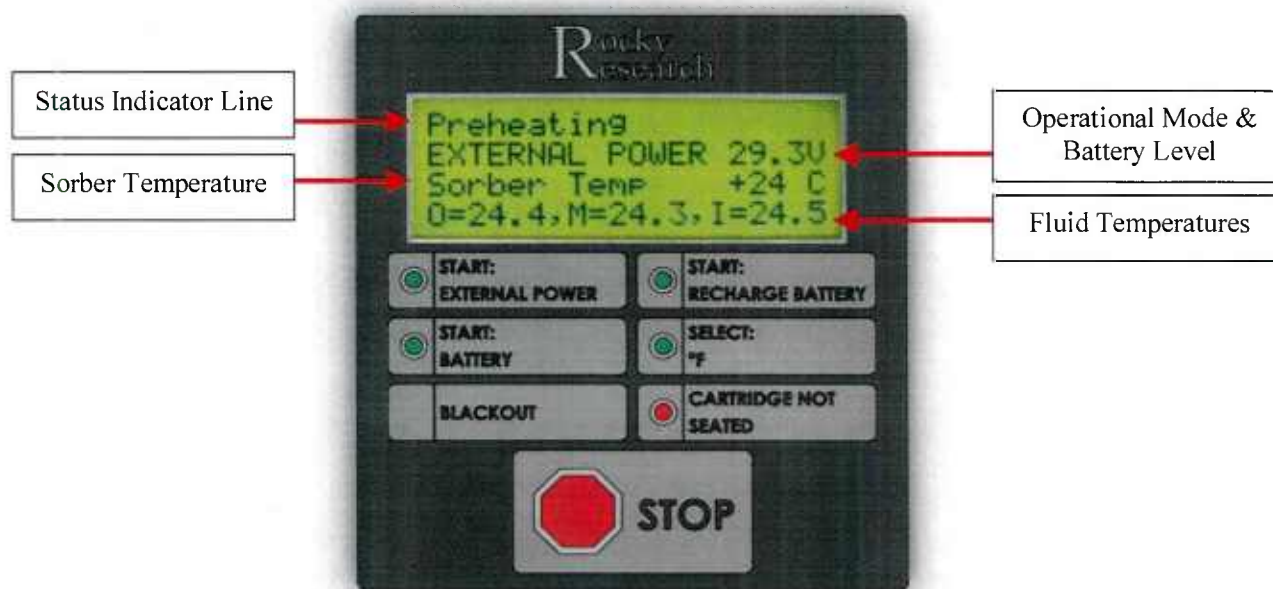 Rocky
Research
Status Indicator Line
Sorber Temperature
Preheating
EXTERNAL POWER 29.3V
Sorber Temp +24 C
O=24.4,M=24.3,I=24.5
Operational Mode &
Battery Level
Fluid Temperatures
START:
EXTERNAL POWER
START:
RECHARGE BATTERY
START:
BATTERY
SELECT:
°F
BLACKOUT
CARTRIDGE NOT
SEATED
STOP